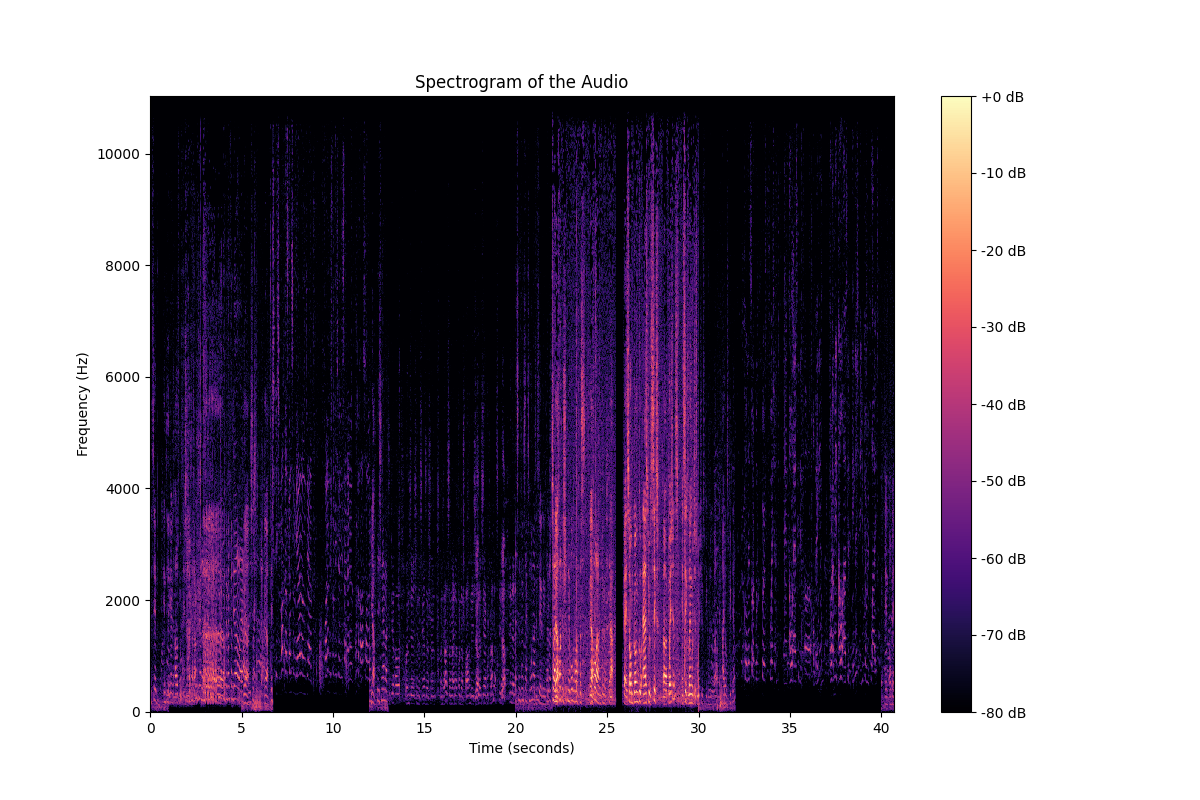 Spectrogram of the Audio
Frequency (Hz)
10000
8000
6000
4000
2000
0
0 5 10 15 20 25 30 35 40
Time (seconds)
+0 dB
-10 dB
-20 dB
-30 dB
-40 dB
-50 dB
-60 dB
-70 dB
-80 dB